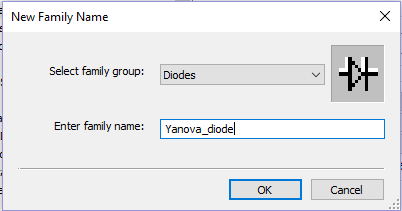 New Family Name
Select family group:
Diodes
Enter family name:
Yanova_diode
OK
Cancel